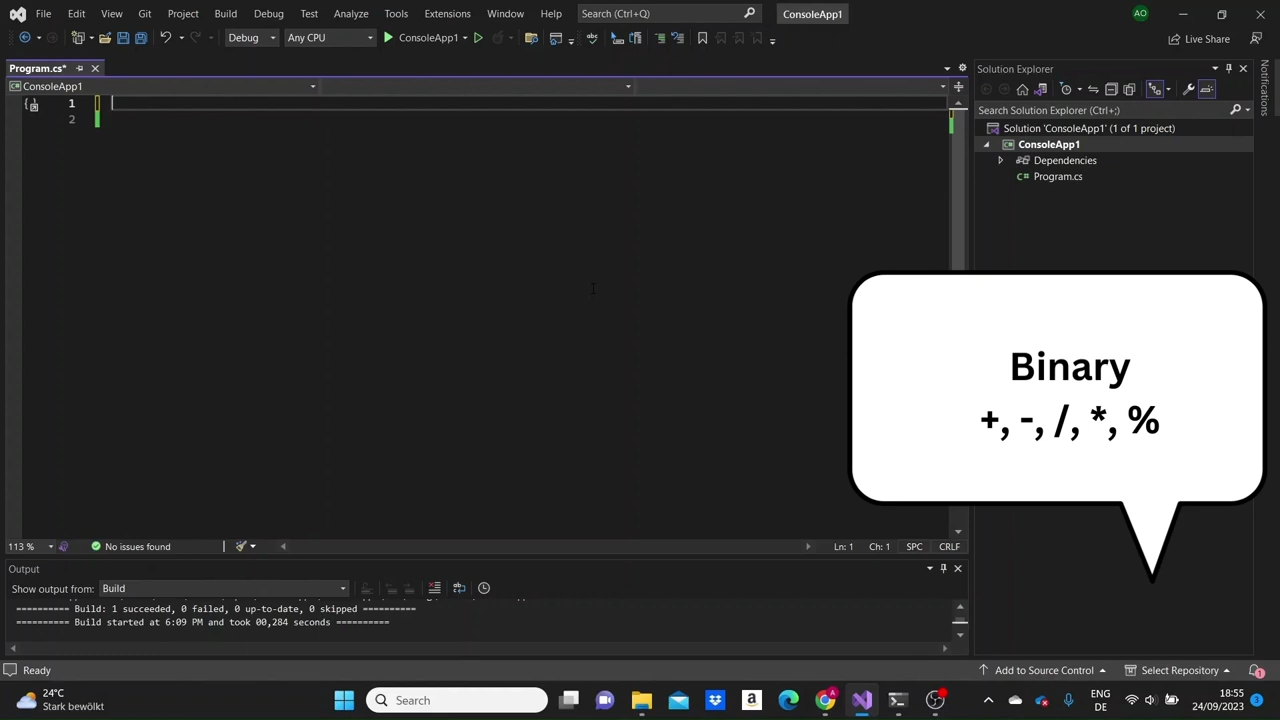 File Edit View Git Project Build Debug Test Analyze Tools Extensions Window Help Search (Ctrl+Q) ConsoleApp1 AO
Debug Any CPU ConsoleApp1 Live Share
Program.cs*
ConsoleApp1
1
2
Solution Explorer
Search Solution Explorer (Ctrl+;)
Solution 'ConsoleApp1' (1 of 1 project)
ConsoleApp1
Dependencies
C# Program.cs
Notifications
Binary
+, -, /, *, %
113 % No issues found Ln: 1 Ch: 1 SPC CRLF
Output
Show output from: Build
========== Build: 1 succeeded, 0 failed, 0 up-to-date, 0 skipped ==========
========== Build started at 6:09 PM and took 00,284 seconds ==========
Ready Add to Source Control Select Repository 1
24°C
Stark bewölkt
Search
ENG
DE
18:55
24/09/2023
3